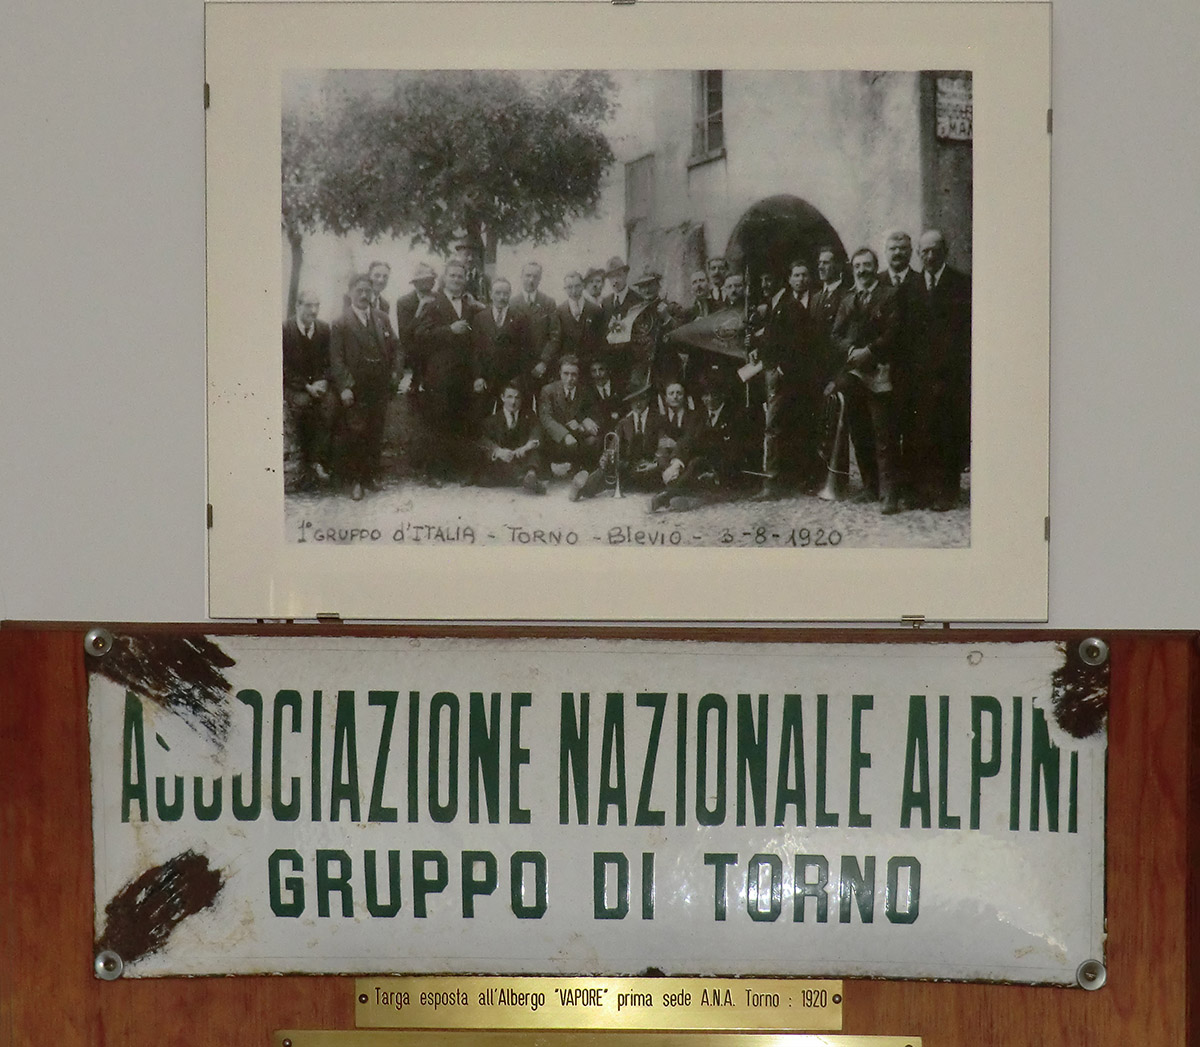 MAN
1° GRUPPO d'ITALIA - TORNO - Blevio - 3-8-1920
ASSOCIAZIONE NAZIONALE ALPINI
GRUPPO DI TORNO
Targa esposta all'Albergo "VAPORE" prima sede A.N.A. Torno : 1920